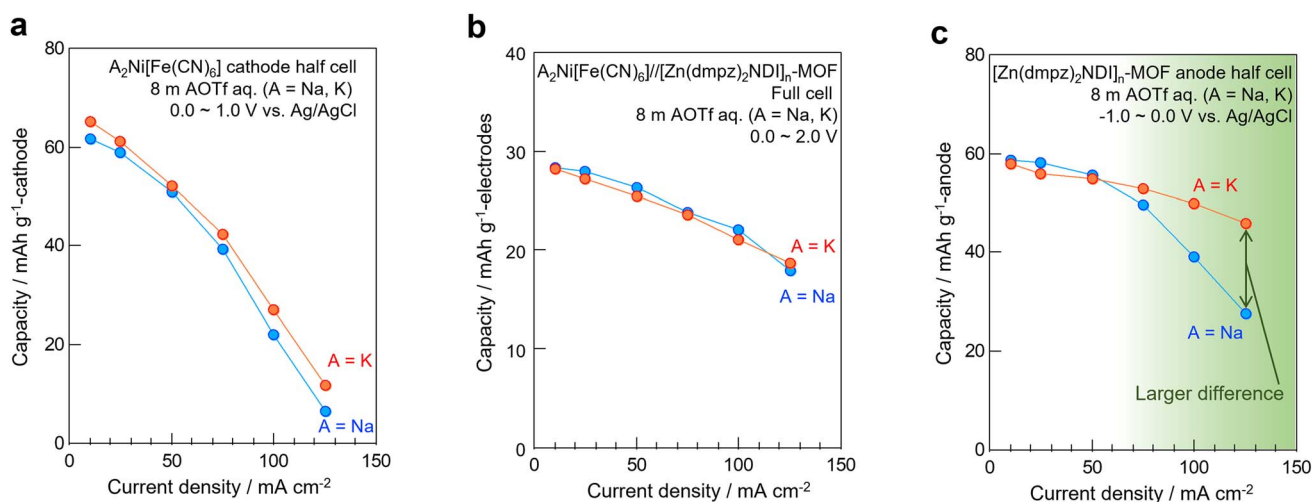 a
80
60
40
20
0
0
50
100
150
Capacity / mAh g⁻¹-cathode
Current density / mA cm⁻²
A₂Ni[Fe(CN)₆] cathode half cell
8 m AOTf aq. (A = Na, K)
0.0 ~ 1.0 V vs. Ag/AgCl
A = K
A = Na
b
40
30
20
10
0
0
50
100
150
Capacity / mAh g⁻¹-electrodes
Current density / mA cm⁻²
A₂Ni[Fe(CN)₆]//[Zn(dmpz)₂NDI]ₙ-MOF
Full cell
8 m AOTf aq. (A = Na, K)
0.0 ~ 2.0 V
A = K
A = Na
c
80
60
40
20
0
0
50
100
150
Capacity / mAh g⁻¹-anode
Current density / mA cm⁻²
[Zn(dmpz)₂NDI]ₙ-MOF anode half cell
8 m AOTf aq. (A = Na, K)
-1.0 ~ 0.0 V vs. Ag/AgCl
A = K
A = Na
Larger difference